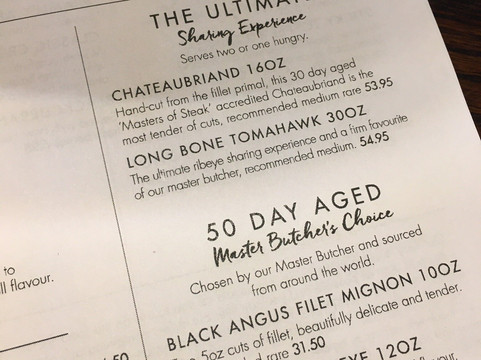 THE ULTIMATE
Sharing Experience
Serves two or one hungry.
CHATEAUBRIAND 16OZ
Hand-cut from the fillet primal, this 30 day aged
'Masters of Steak' accredited Chateaubriand is the
most tender of cuts, recommended medium rare 53.95
LONG BONE TOMAHAWK 30OZ
The ultimate ribeye sharing experience and a firm favourite
of our master butcher, recommended medium. 54.95
50 DAY AGED
Master Butcher's Choice
Chosen by our Master Butcher and sourced
from around the world.
BLACK ANGUS FILET MIGNON 10OZ
5oz cuts of fillet, beautifully delicate and tender.
rare 31.50
12OZ
to
flavour.